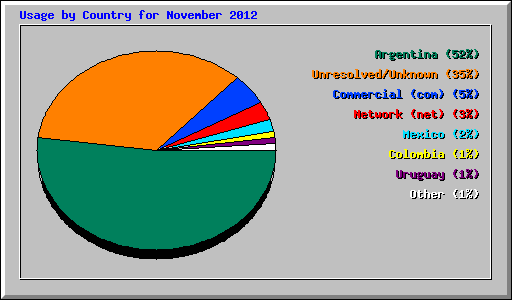 Usage by Country for November 2012
Argentina (52%)
Unresolved/Unknown (35%)
Commercial (com) (5%)
Network (net) (3%)
Mexico (2%)
Colombia (1%)
Uruguay (1%)
Other (1%)